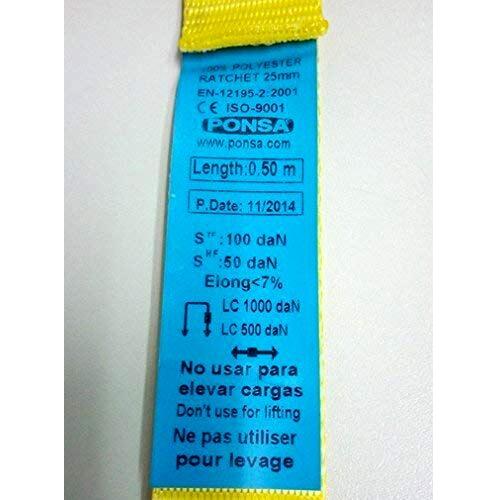 100% POLYESTER
RATCHET 25mm
EN-12195-2:2001
CE ISO-9001
PONSA
www.ponsa.com
Length:0.50 m
P.Date: 11/2014
STF:100 daN
SHF:50 daN
Elong<7%
LC 1000 daN
LC 500 daN
No usar para
elevar cargas
Don't use for lifting
Ne pas utiliser
pour levage